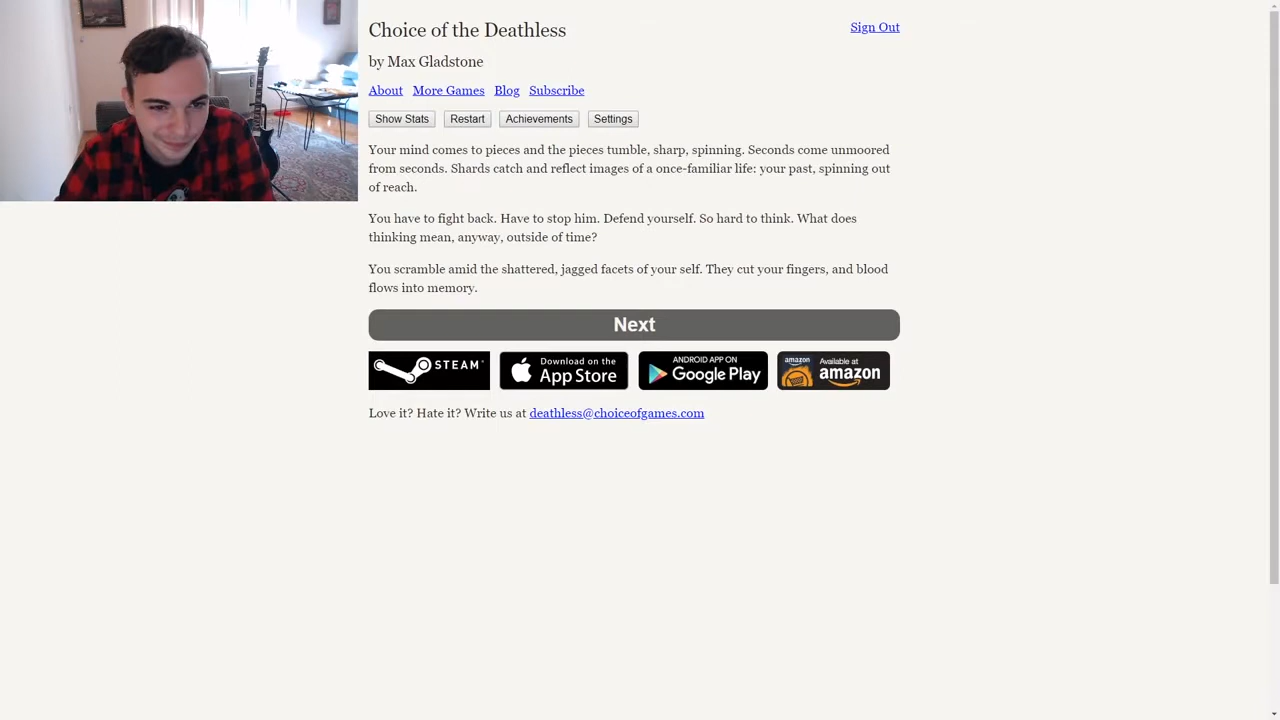 Choice of the Deathless
Sign Out
by Max Gladstone
About More Games Blog Subscribe
Show Stats Restart Achievements Settings
Your mind comes to pieces and the pieces tumble, sharp, spinning. Seconds come unmoored
from seconds. Shards catch and reflect images of a once-familiar life: your past, spinning out
of reach.
You have to fight back. Have to stop him. Defend yourself. So hard to think. What does
thinking mean, anyway, outside of time?
You scramble amid the shattered, jagged facets of your self. They cut your fingers, and blood
flows into memory.
Next
STEAM
Download on the
App Store
ANDROID APP ON
Google Play
amazon
Available at
amazon
Love it? Hate it? Write us at deathless@choiceofgames.com